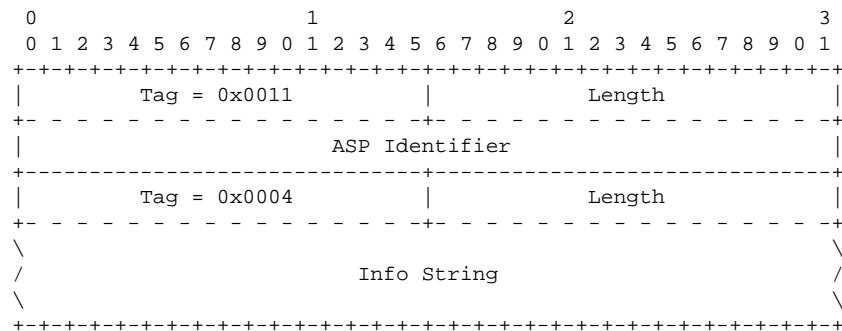 0                   1                   2                   3
 0 1 2 3 4 5 6 7 8 9 0 1 2 3 4 5 6 7 8 9 0 1 2 3 4 5 6 7 8 9 0 1
+-+-+-+-+-+-+-+-+-+-+-+-+-+-+-+-+-+-+-+-+-+-+-+-+-+-+-+-+-+-+-+-+
|         Tag = 0x0011          |            Length             |
+- - - - - - - - - - - - - - - -+- - - - - - - - - - - - - - - -+
|                        ASP Identifier                         |
+-------------------------------+-------------------------------+
|         Tag = 0x0004          |            Length             |
+- - - - - - - - - - - - - - - -+- - - - - - - - - - - - - - - -+
\                                                               \
/                          Info String                          /
\                                                               \
+-+-+-+-+-+-+-+-+-+-+-+-+-+-+-+-+-+-+-+-+-+-+-+-+-+-+-+-+-+-+-+-+